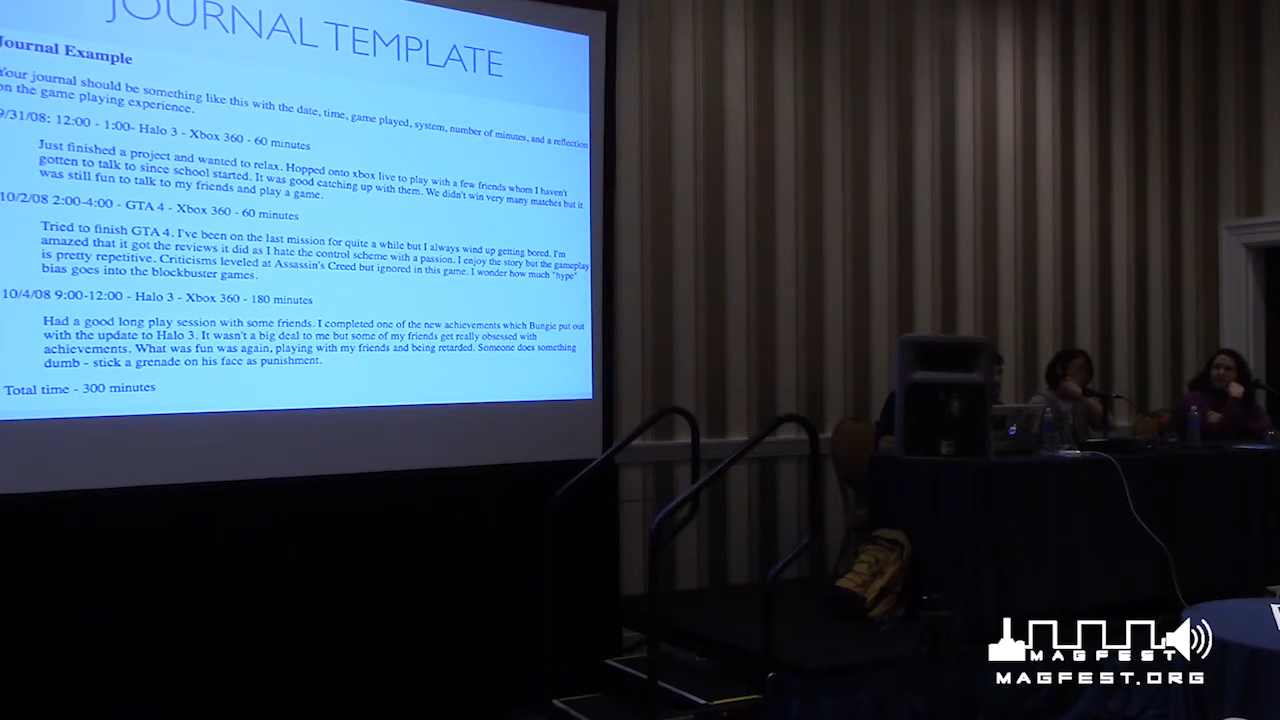 JOURNAL TEMPLATE
Journal Example
Your journal should be something like this with the date, time, game played, system, number of minutes, and a reflection
on the game playing experience.
9/31/08: 12:00 - 1:00- Halo 3 - Xbox 360 - 60 minutes
Just finished a project and wanted to relax. Hopped onto xbox live to play with a few friends whom I haven't
gotten to talk to since school started. It was good catching up with them. We didn't win very many matches but it
was still fun to talk to my friends and play a game.
10/2/08 2:00-4:00 - GTA 4 - Xbox 360 - 60 minutes
Tried to finish GTA 4. I've been on the last mission for quite a while but I always wind up getting bored. I'm
amazed that it got the reviews it did as I hate the control scheme with a passion. I enjoy the story but the gameplay
is pretty repetitive. Criticisms leveled at Assassin's Creed but ignored in this game. I wonder how much "hype"
bias goes into the blockbuster games.
10/4/08 9:00-12:00 - Halo 3 - Xbox 360 - 180 minutes
Had a good long play session with some friends. I completed one of the new achievements which Bungie put out
with the update to Halo 3. It wasn't a big deal to me but some of my friends get really obsessed with
achievements. What was fun was again, playing with my friends and being retarded. Someone does something
dumb - stick a grenade on his face as punishment.
Total time - 300 minutes
MAGFEST
MAGFEST.ORG